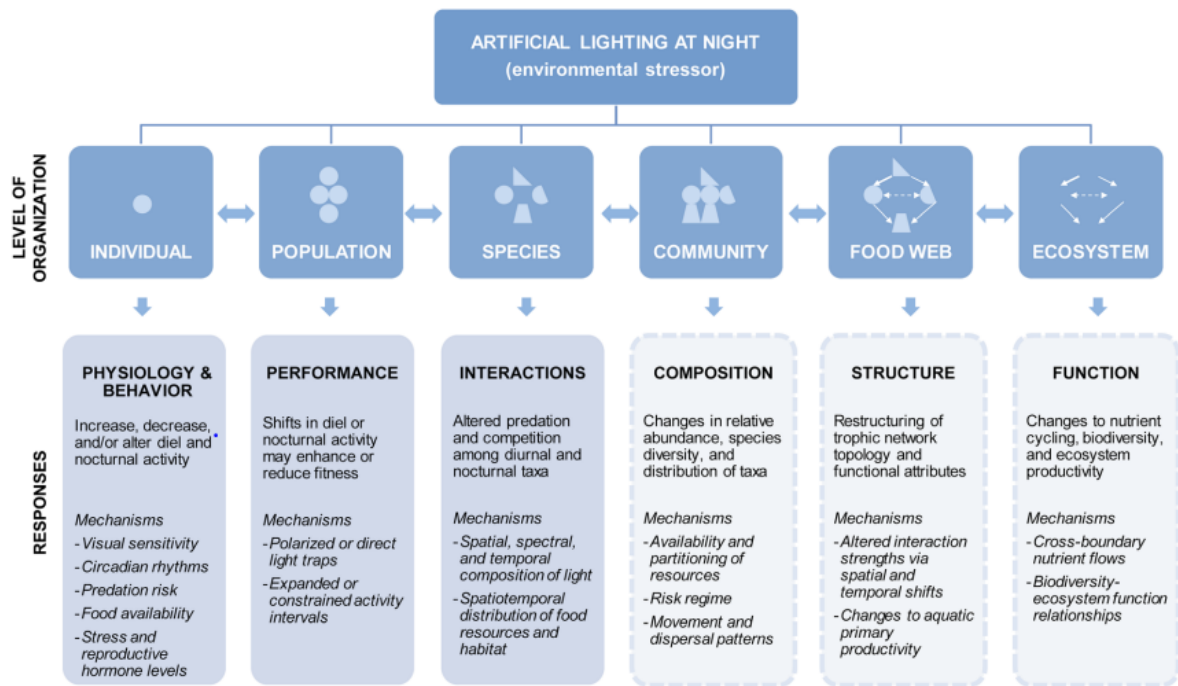 ARTIFICIAL LIGHTING AT NIGHT
(environmental stressor)
LEVEL OF
ORGANIZATION
INDIVIDUAL
POPULATION
SPECIES
COMMUNITY
FOOD WEB
ECOSYSTEM
RESPONSES
PHYSIOLOGY &
BEHAVIOR
Increase, decrease,
and/or alter diel and
nocturnal activity
Mechanisms
- Visual sensitivity
- Circadian rhythms
- Predation risk
- Food availability
- Stress and
reproductive
hormone levels
PERFORMANCE
Shifts in diel or
nocturnal activity
may enhance or
reduce fitness
Mechanisms
- Polarized or direct
light traps
- Expanded or
constrained activity
intervals
INTERACTIONS
Altered predation
and competition
among diurnal and
nocturnal taxa
Mechanisms
- Spatial, spectral,
and temporal
composition of light
- Spatiotemporal
distribution of food
resources and
habitat
COMPOSITION
Changes in relative
abundance, species
diversity, and
distribution of taxa
Mechanisms
- Availability and
partitioning of
resources
- Risk regime
- Movement and
dispersal patterns
STRUCTURE
Restructuring of
trophic network
topology and
functional attributes
Mechanisms
- Altered interaction
strengths via
spatial and
temporal shifts
- Changes to aquatic
primary
productivity
FUNCTION
Changes to nutrient
cycling, biodiversity,
and ecosystem
productivity
Mechanisms
- Cross-boundary
nutrient flows
- Biodiversity-
ecosystem function
relationships